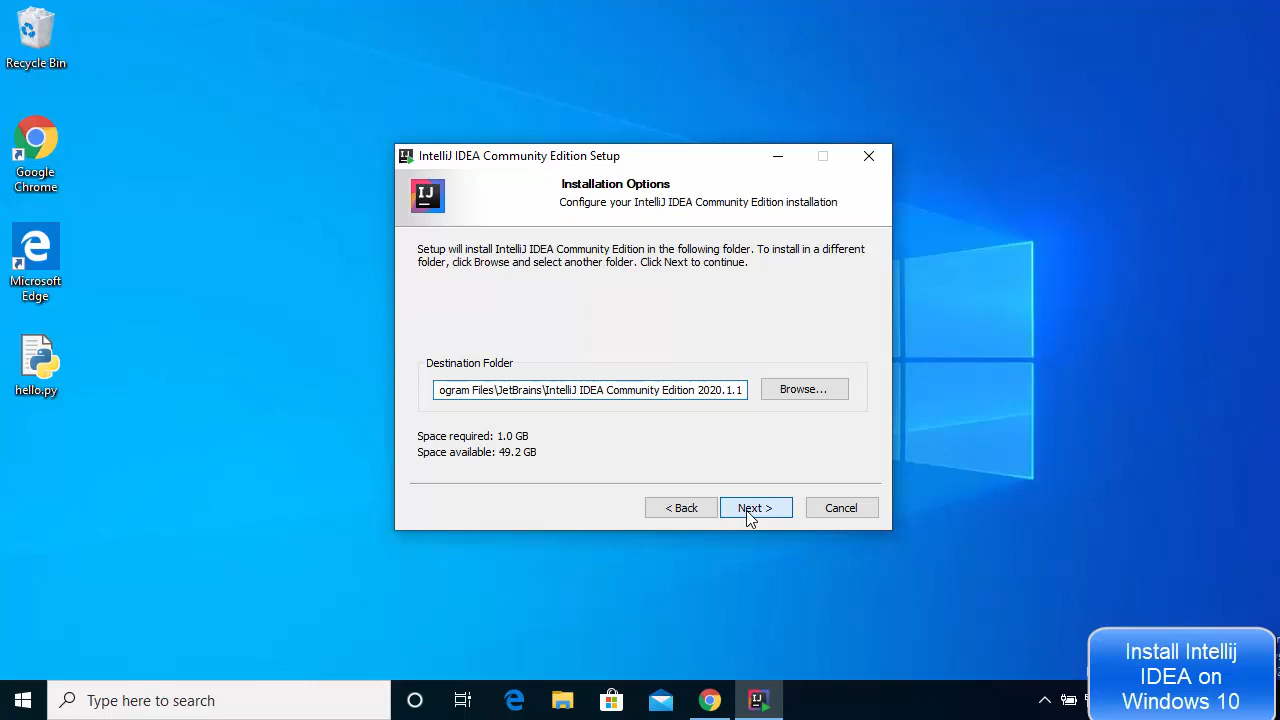 Recycle Bin
Google
Chrome
Microsoft
Edge
hello.py
IntelliJ IDEA Community Edition Setup
IJ
Installation Options
Configure your IntelliJ IDEA Community Edition installation
Setup will install IntelliJ IDEA Community Edition in the following folder. To install in a different
folder, click Browse and select another folder. Click Next to continue.
Destination Folder
ogram Files\JetBrains\IntelliJ IDEA Community Edition 2020.1.1
Browse...
Space required: 1.0 GB
Space available: 49.2 GB
< Back
Next >
Cancel
Type here to search
Install Intellij
IDEA on
Windows 10